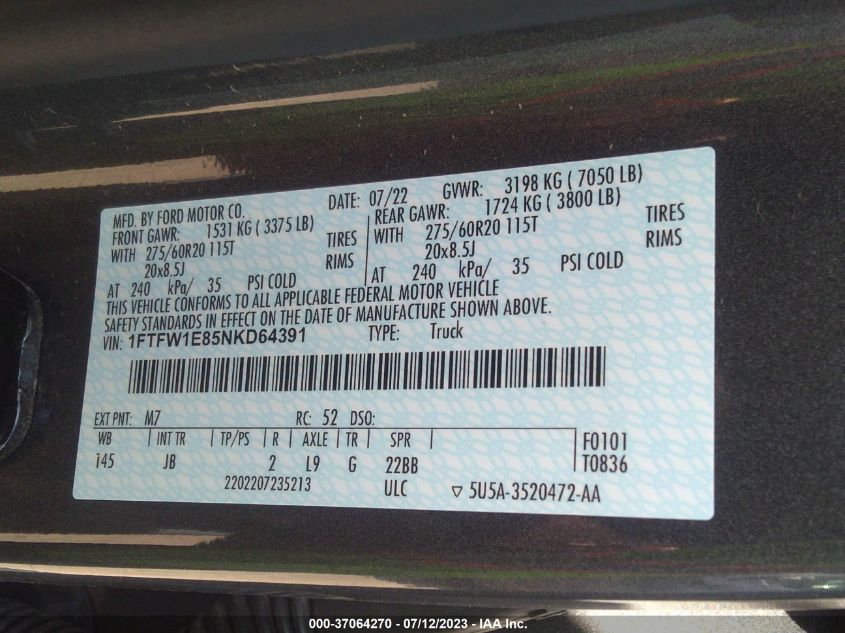 MFD. BY FORD MOTOR CO. DATE: 07/22 GVWR: 3198 KG ( 7050 LB)
FRONT GAWR: 1531 KG ( 3375 LB) REAR GAWR: 1724 KG ( 3800 LB)
WITH 275/60R20 115T TIRES WITH 275/60R20 115T TIRES
20x8.5J RIMS 20x8.5J RIMS
AT 240 kPa/ 35 PSI COLD AT 240 kPa/ 35 PSI COLD
THIS VEHICLE CONFORMS TO ALL APPLICABLE FEDERAL MOTOR VEHICLE
SAFETY STANDARDS IN EFFECT ON THE DATE OF MANUFACTURE SHOWN ABOVE.
VIN: 1FTFW1E85NKD64391 TYPE: Truck
EXT PNT: M7 RC: 52 DSO:
WB INT TR TP/PS R AXLE TR SPR F0101
145 JB 2 L9 G 22BB T0836
2202207235213 ULC ▽ 5U5A-3520472-AA
000-37064270 - 07/12/2023 - IAA Inc.